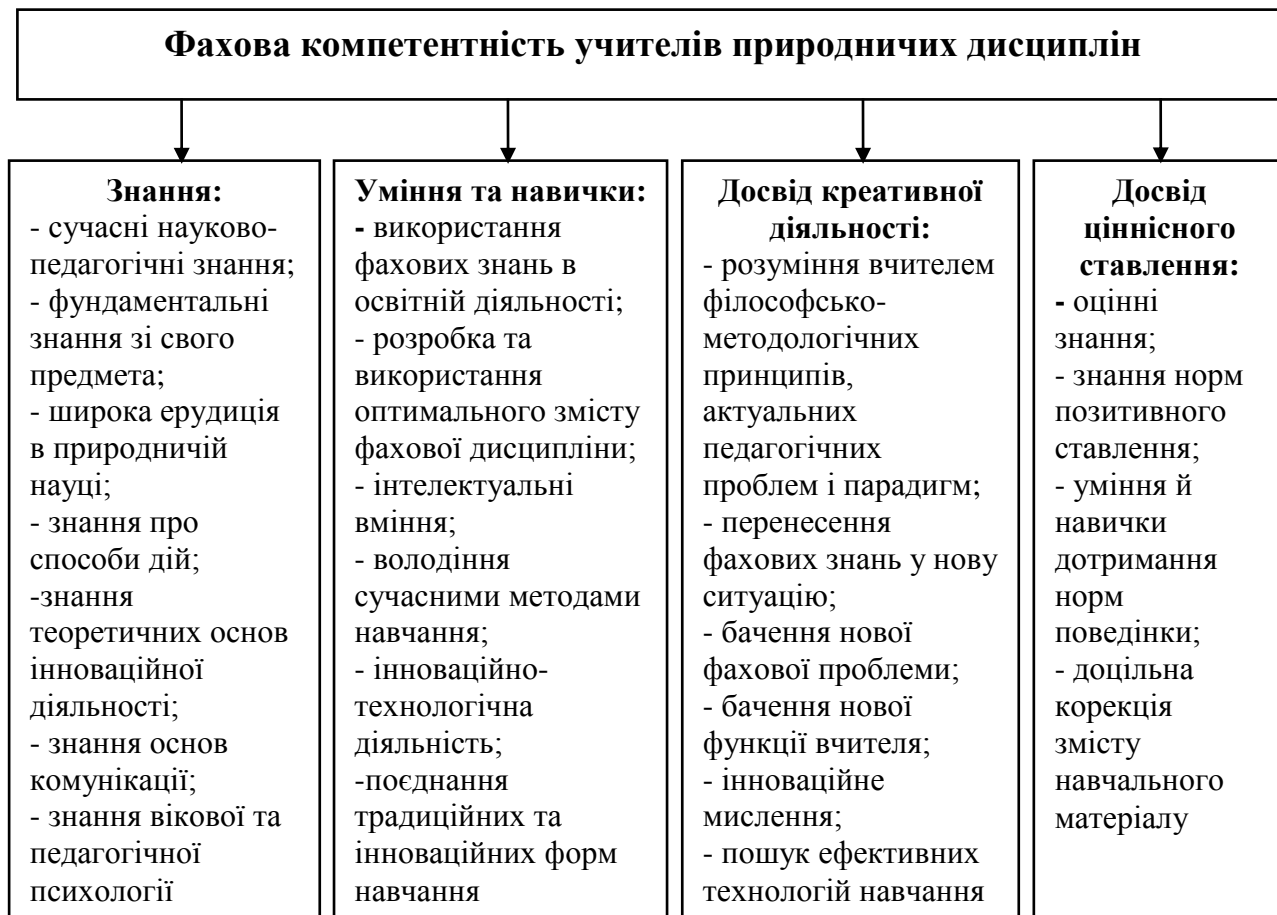 Фахова компетентність учителів природничих дисциплін
Знання:
- сучасні науково-
педагогічні знання;
- фундаментальні
знання зі свого
предмета;
- широка ерудиція
в природничій
науці;
- знання про
способи дій;
-знання
теоретичних основ
інноваційної
діяльності;
- знання основ
комунікації;
- знання вікової та
педагогічної
психології
Уміння та навички:
- використання
фахових знань в
освітній діяльності;
- розробка та
використання
оптимального змісту
фахової дисципліни;
- інтелектуальні
вміння;
- володіння
сучасними методами
навчання;
- інноваційно-
технологічна
діяльність;
-поєднання
традиційних та
інноваційних форм
навчання
Досвід креативної
діяльності:
- розуміння вчителем
філософсько-
методологічних
принципів,
актуальних
педагогічних
проблем і парадигм;
- перенесення
фахових знань у нову
ситуацію;
- бачення нової
фахової проблеми;
- бачення нової
функції вчителя;
- інноваційне
мислення;
- пошук ефективних
технологій навчання
Досвід
ціннісного
ставлення:
- оцінні
знання;
- знання норм
позитивного
ставлення;
- уміння й
навички
дотримання
норм
поведінки;
- доцільна
корекція
змісту
навчального
матеріалу